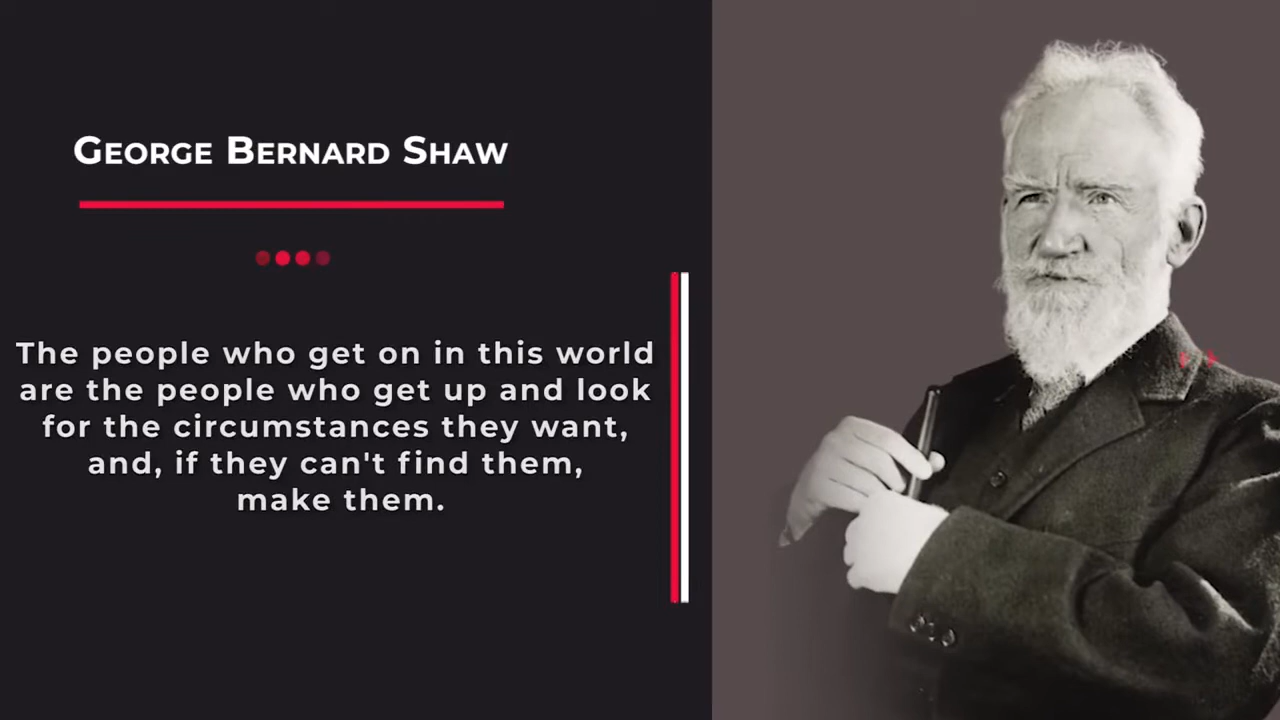 George Bernard Shaw
The people who get on in this world
are the people who get up and look
for the circumstances they want,
and, if they can't find them,
make them.